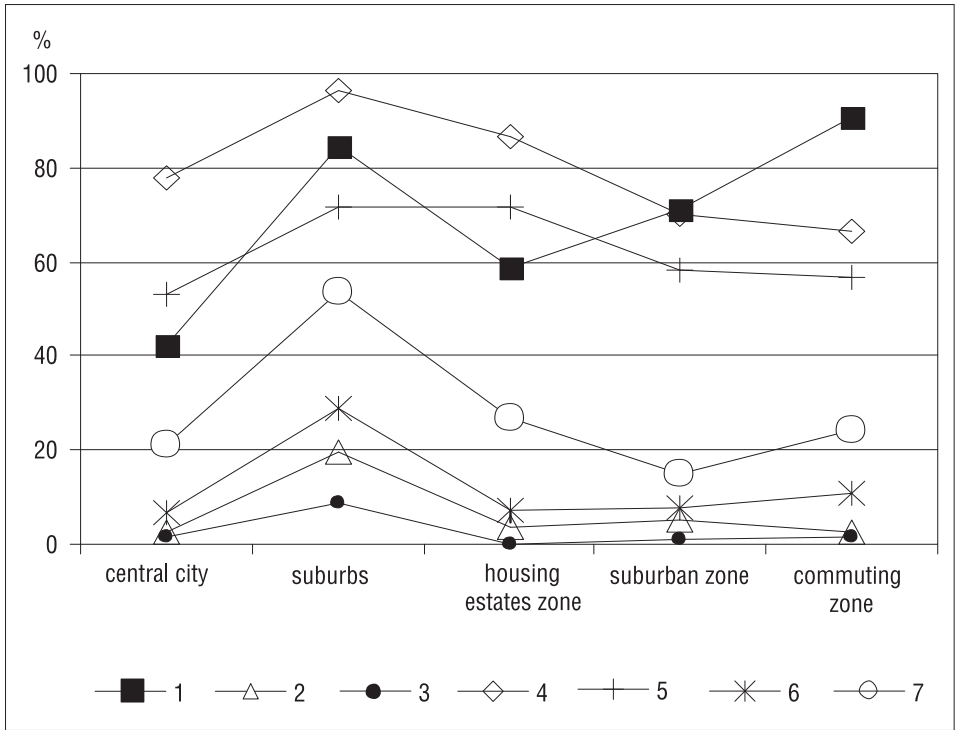 %
100
80
60
40
20
0
central city
suburbs
housing
estates zone
suburban zone
commuting
zone
1 2 3 4 5 6 7